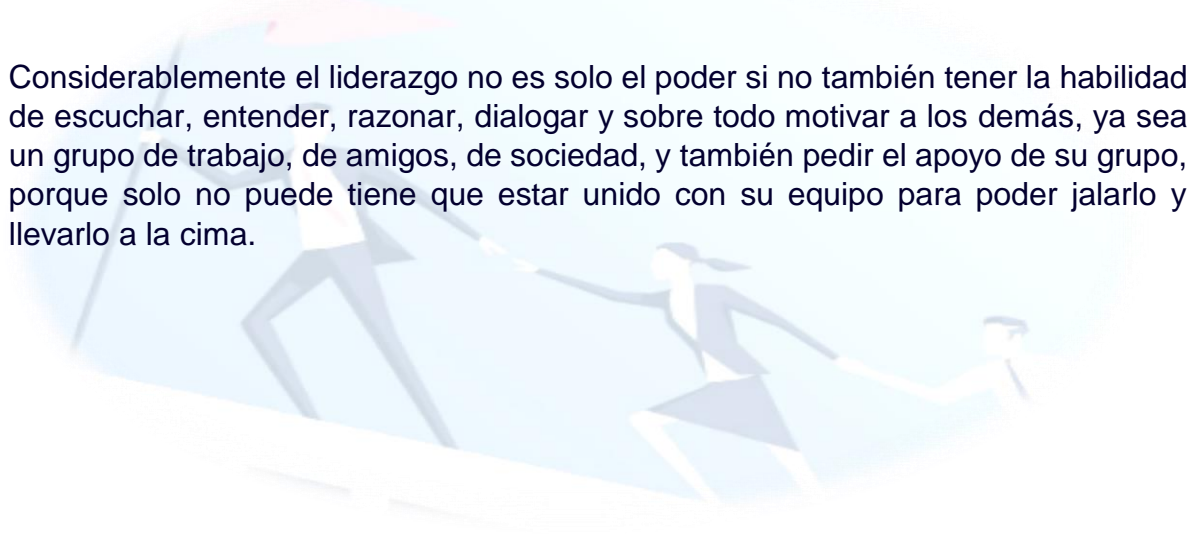 Considerablemente el liderazgo no es solo el poder si no también tener la habilidad
de escuchar, entender, razonar, dialogar y sobre todo motivar a los demás, ya sea
un grupo de trabajo, de amigos, de sociedad, y también pedir el apoyo de su grupo,
porque solo no puede tiene que estar unido con su equipo para poder jalarlo y
llevarlo a la cima.